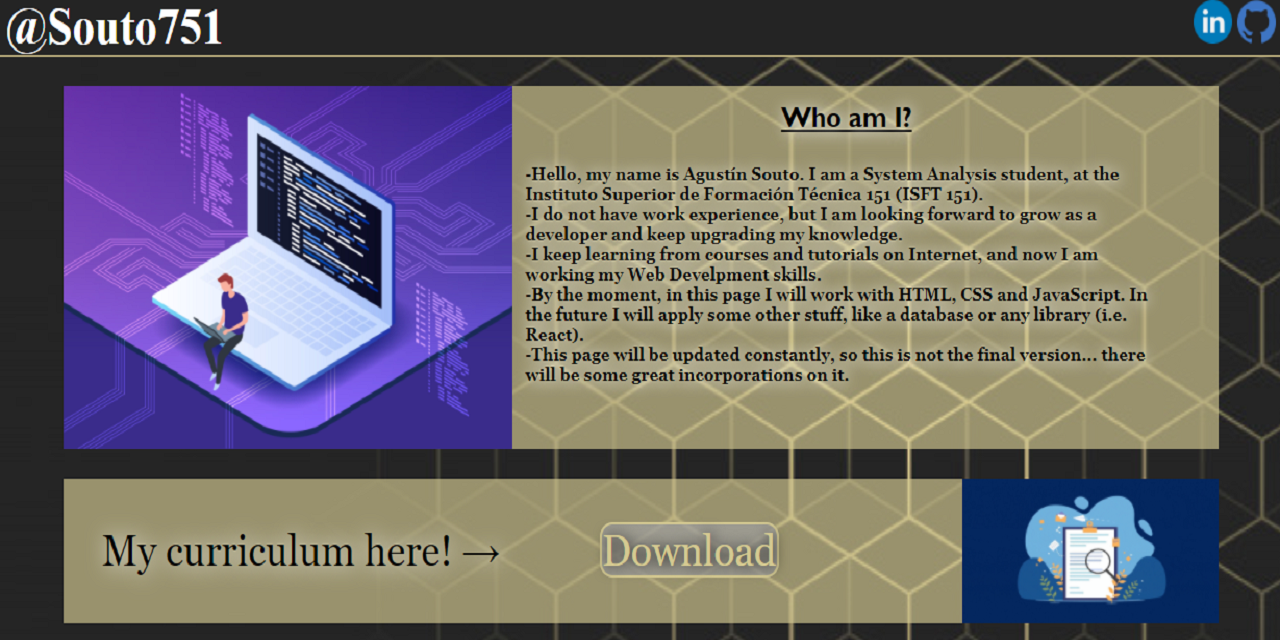 @Souto751
in
Who am I?
-Hello, my name is Agustín Souto. I am a System Analysis student, at the
Instituto Superior de Formación Técnica 151 (ISFT 151).
-I do not have work experience, but I am looking forward to grow as a
developer and keep upgrading my knowledge.
-I keep learning from courses and tutorials on Internet, and now I am
working my Web Develpment skills.
-By the moment, in this page I will work with HTML, CSS and JavaScript. In
the future I will apply some other stuff, like a database or any library (i.e.
React).
-This page will be updated constantly, so this is not the final version... there
will be some great incorporations on it.
My curriculum here! → Download